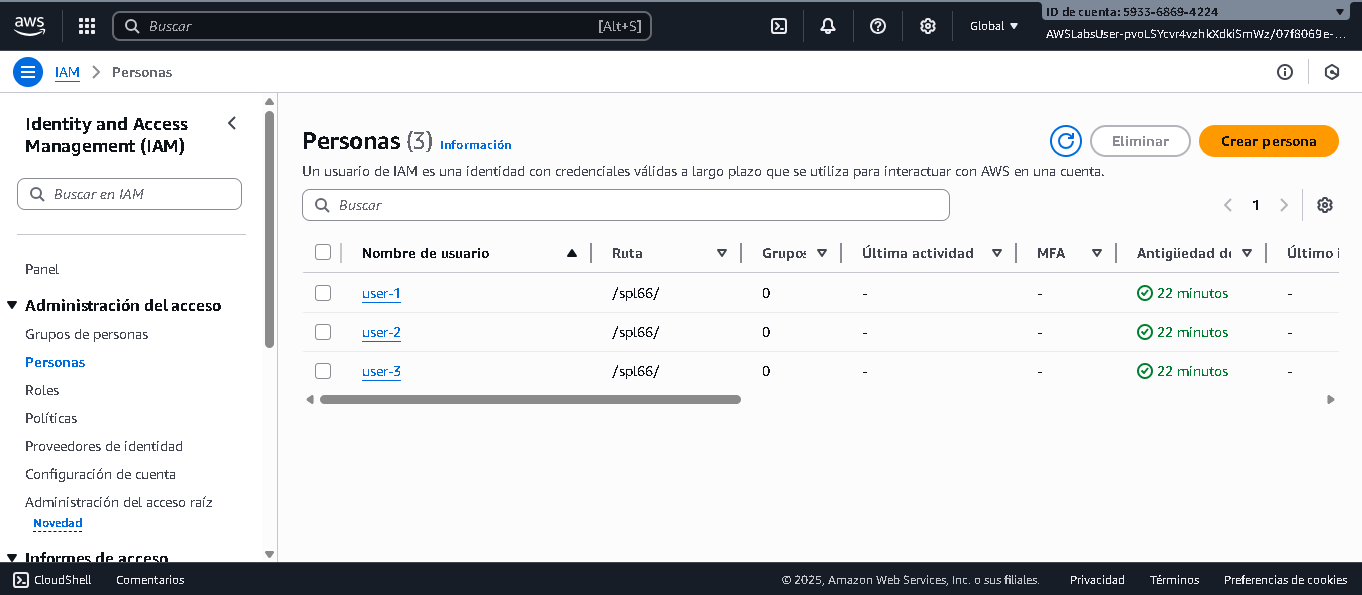 aws
Buscar [Alt+S] Global ID de cuenta: 5933-6869-4224
IAM Personas
Identity and Access
Management (IAM)
Buscar en IAM
Panel
Administración del acceso
Grupos de personas
Personas
Roles
Políticas
Proveedores de identidad
Configuración de cuenta
Administración del acceso raíz
Novedad
Informes de acceso
Personas (3) Información
Eliminar
Crear persona
Un usuario de IAM es una identidad con credenciales válidas a largo plazo que se utiliza para interactuar con AWS en una cuenta.
Buscar
1
Nombre de usuario Ruta Grupos Última actividad MFA Antigüedad de Último i
user-1 /spl66/ 0 - - 22 minutos -
user-2 /spl66/ 0 - - 22 minutos -
user-3 /spl66/ 0 - - 22 minutos -
CloudShell Comentarios © 2025, Amazon Web Services, Inc. o sus filiales. Privacidad Términos Preferencias de cookies